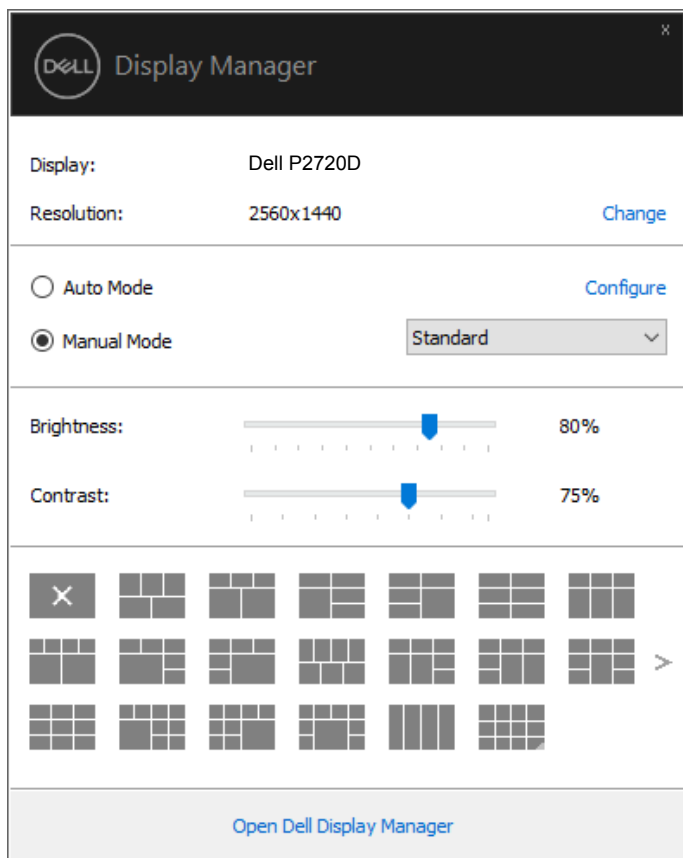 DELL Display Manager
x
Display: Dell P2720D
Resolution: 2560x1440 Change
Auto Mode Configure
Manual Mode Standard
Brightness: 80%
Contrast: 75%
Open Dell Display Manager